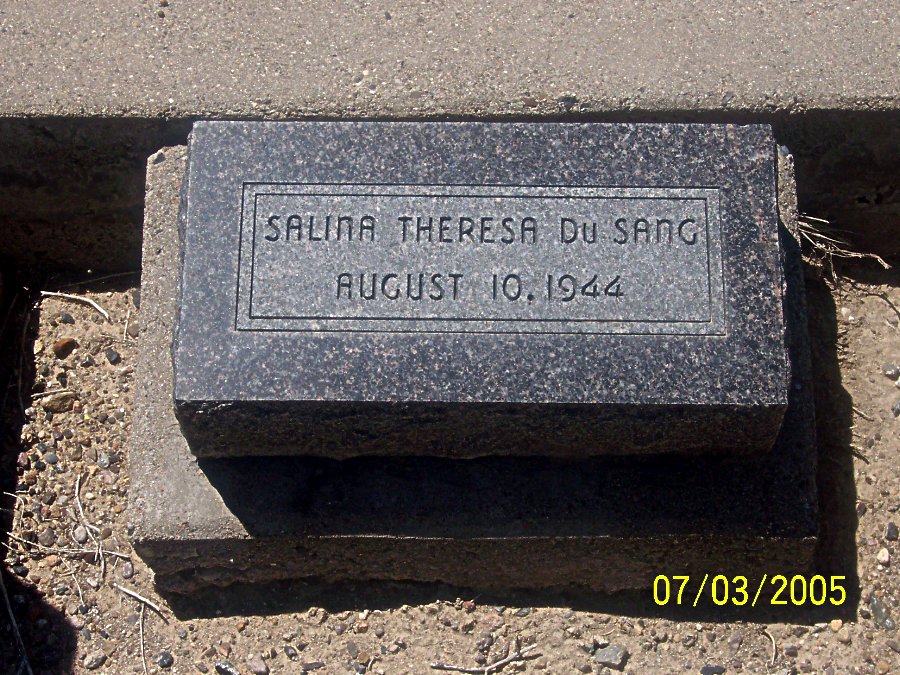 SALINA THERESA DU SANG
AUGUST 10, 1944
07/03/2005